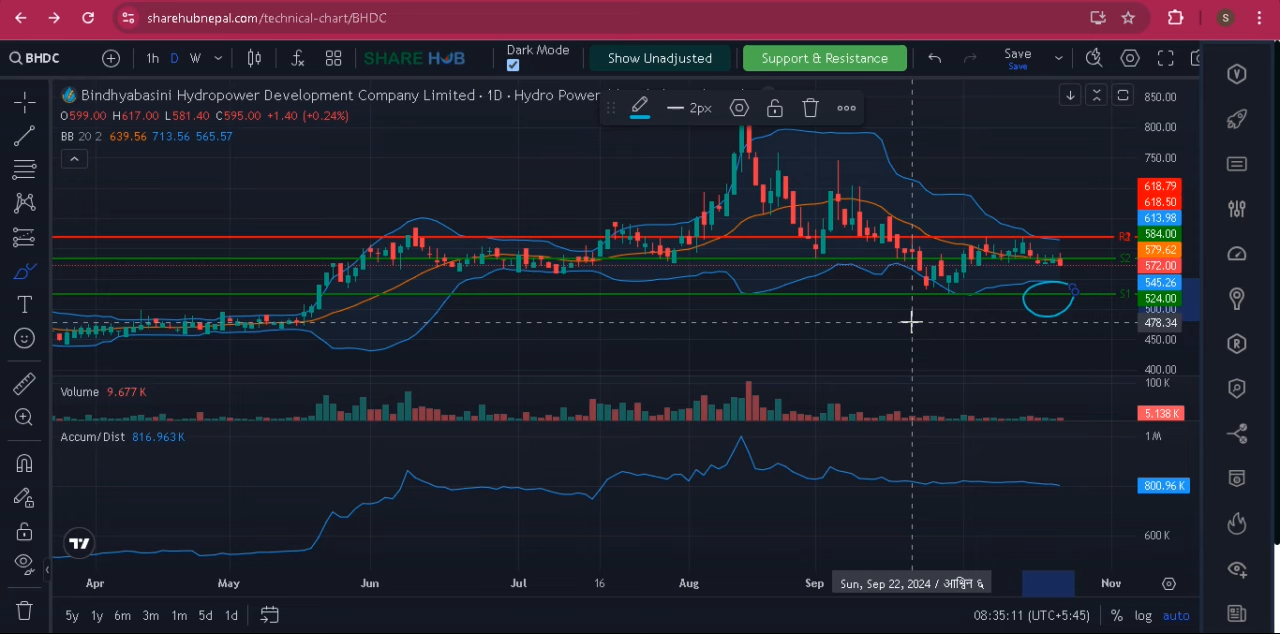 sharehubnepal.com/technical-chart/BHDC
S
BHDC 1h D W SHARE HUB Dark Mode Show Unadjusted Support & Resistance Save
Save
Bindhyabasini Hydropower Development Company Limited · 1D · Hydro Power
O599.00 H617.00 L581.40 C595.00 +1.40 (+0.24%)
2px
BB 20 2 639.56 713.56 565.57
850.00
800.00
750.00
618.79
618.50
613.98
584.00
579.62
572.00
545.26
524.00
500.00
478.34
450.00
400.00
S2
S1
Volume 9.677 K
100 K
5.138 K
Accum/Dist 816.963 K
1 M
800.96 K
600 K
Apr May Jun Jul 16 Aug Sep Sun, Sep 22, 2024 / आश्विन ६ Nov
5y 1y 6m 3m 1m 5d 1d 08:35:11 (UTC+5:45) % log auto